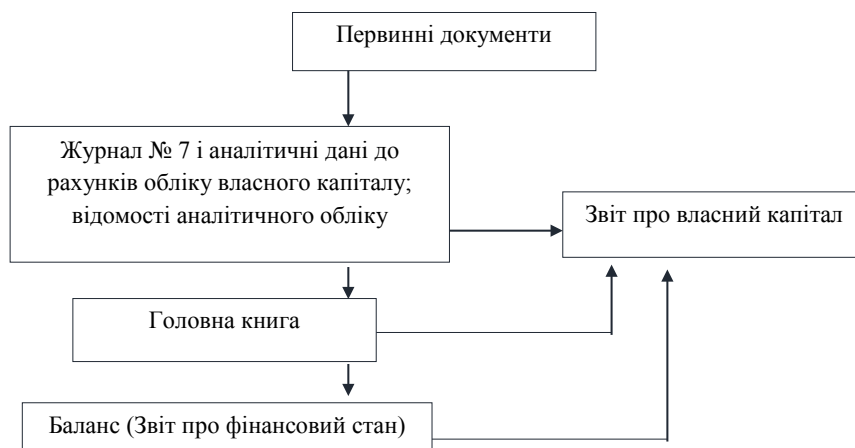 Первинні документи
Журнал № 7 і аналітичні дані до
рахунків обліку власного капіталу;
відомості аналітичного обліку
Звіт про власний капітал
Головна книга
Баланс (Звіт про фінансовий стан)